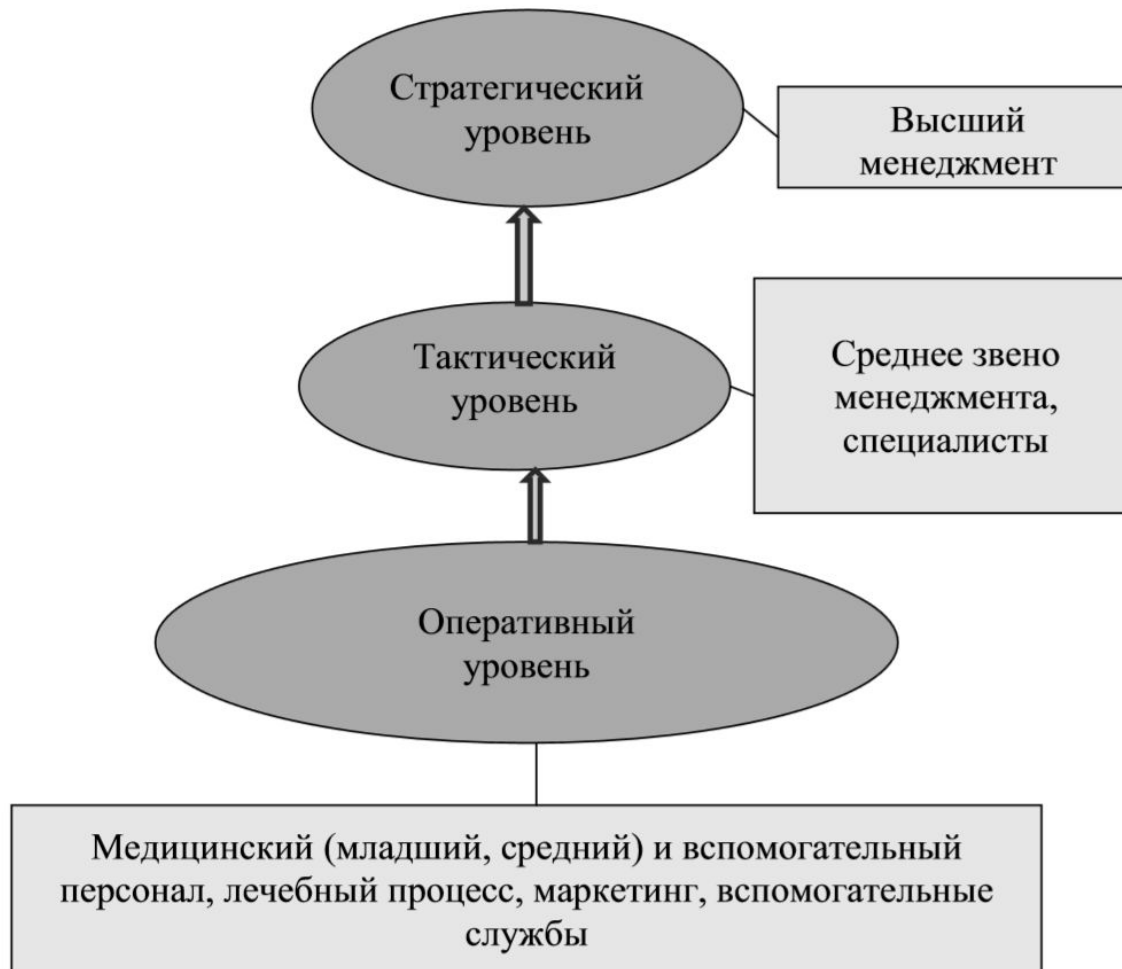 Стратегический
уровень
Высший
менеджмент
Тактический
уровень
Среднее звено
менеджмента,
специалисты
Оперативный
уровень
Медицинский (младший, средний) и вспомогательный
персонал, лечебный процесс, маркетинг, вспомогательные
службы